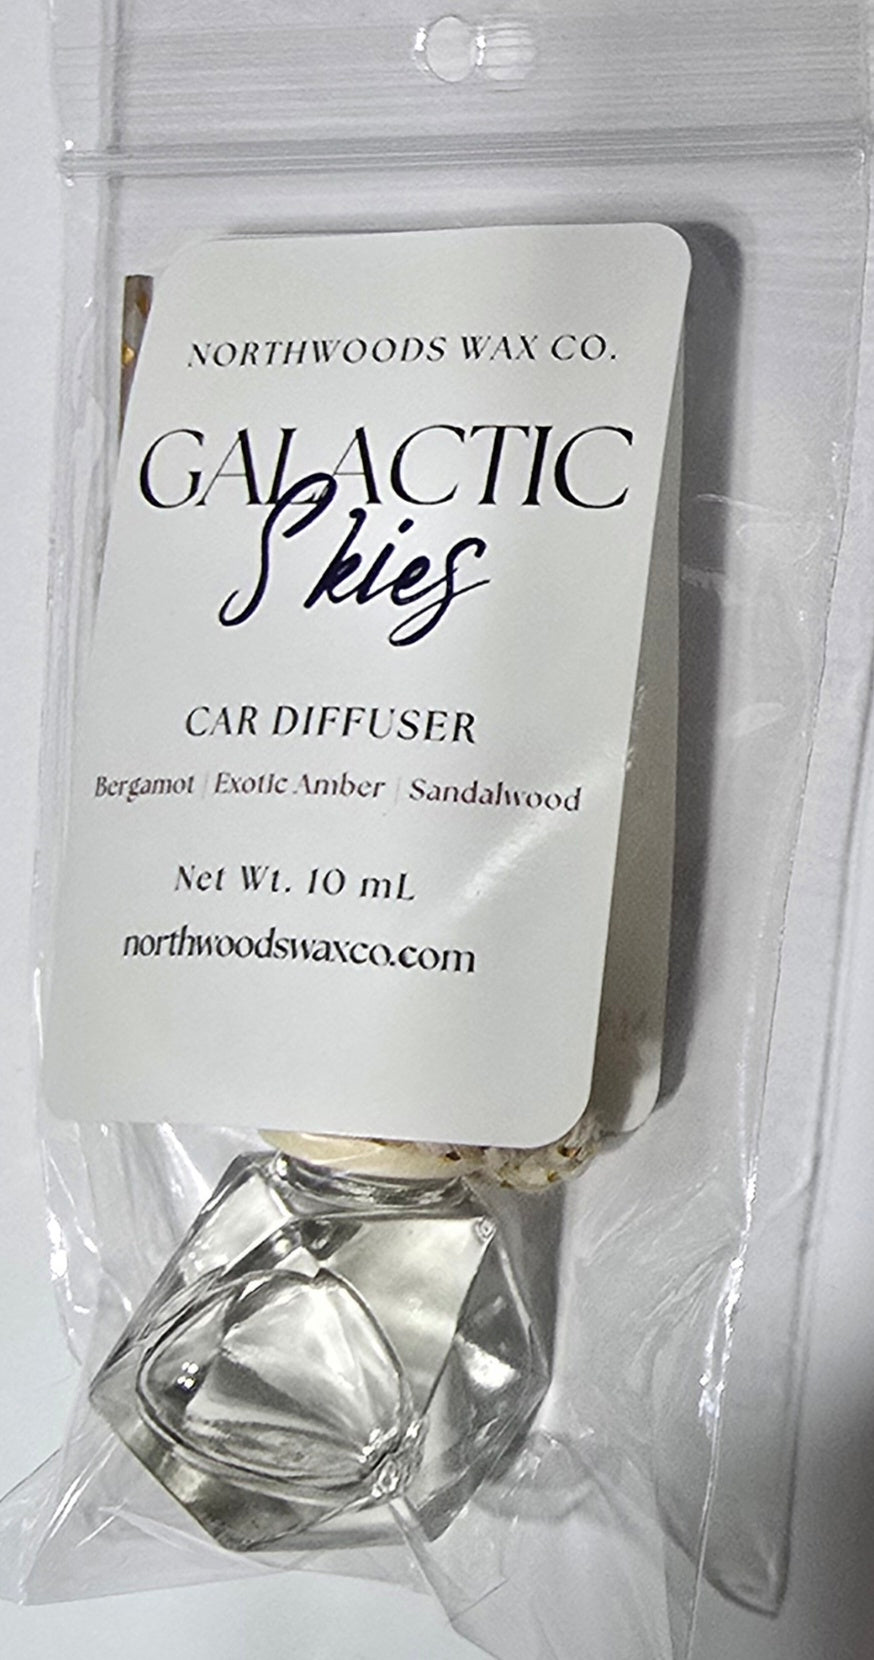 NORTHWOODS WAX CO.
GALACTIC
Skies
CAR DIFFUSER
Bergamot | Exotic Amber | Sandalwood
Net Wt. 10 mL
northwoodswaxco.com